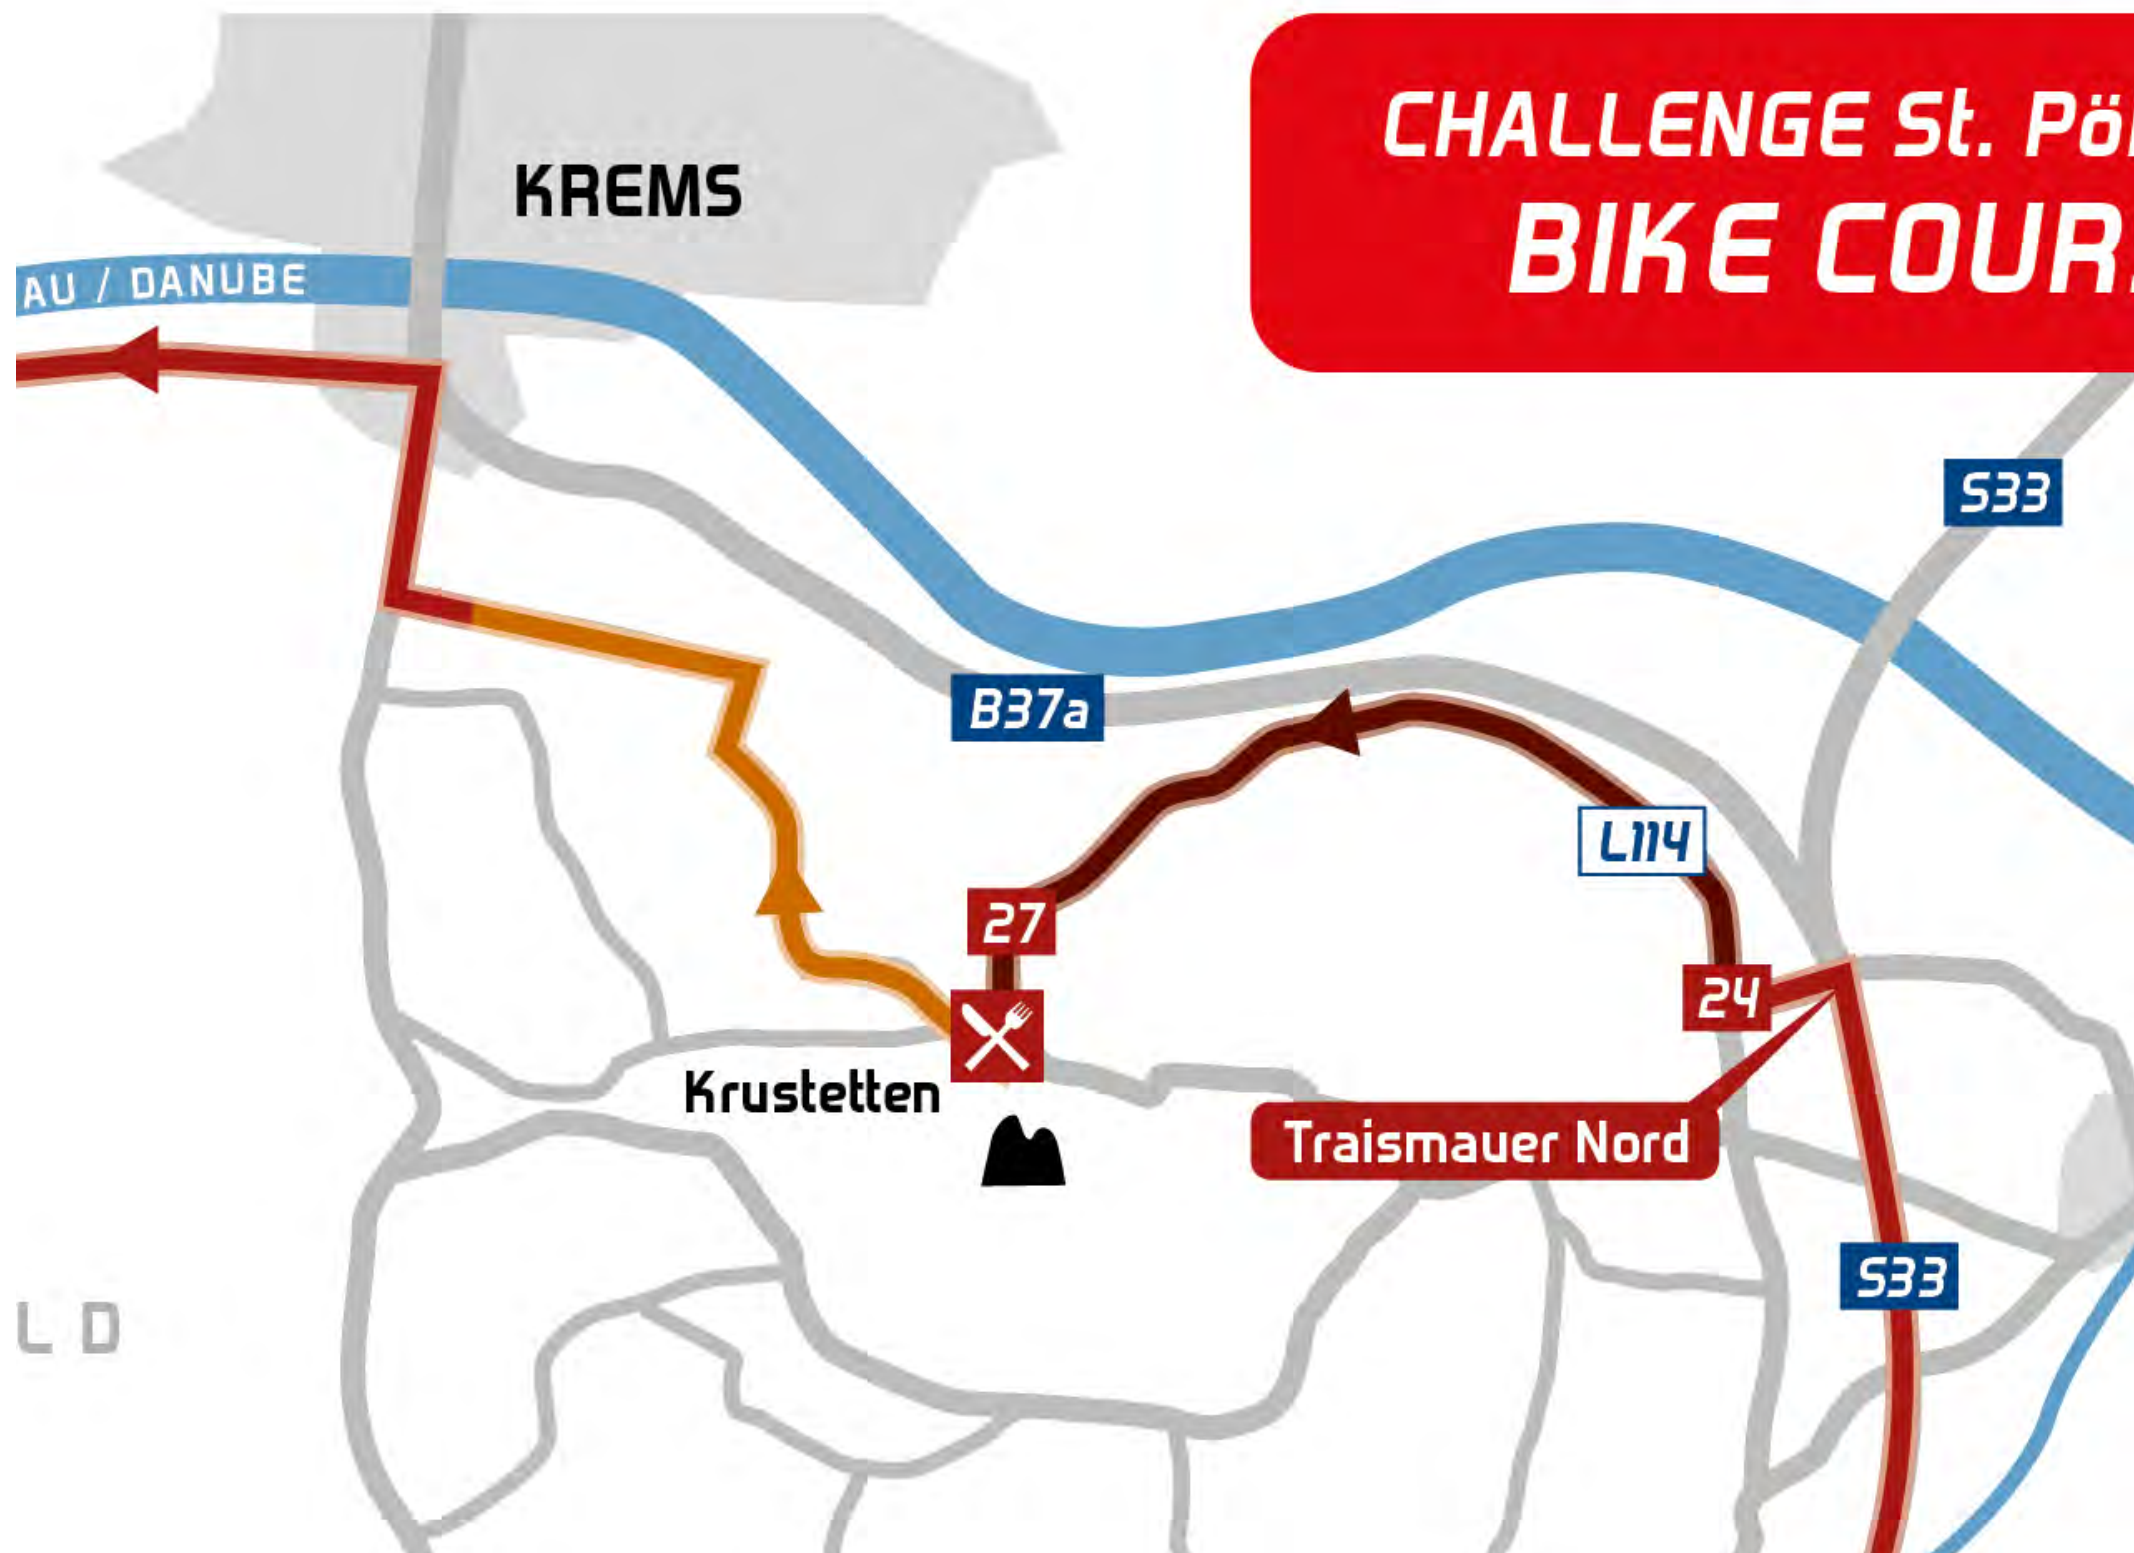 CHALLENGE St. Pö
BIKE COUR
KREMS
AU / DANUBE
S33
B37a
L114
27
24
Krustetten
Traismauer Nord
S33
L D